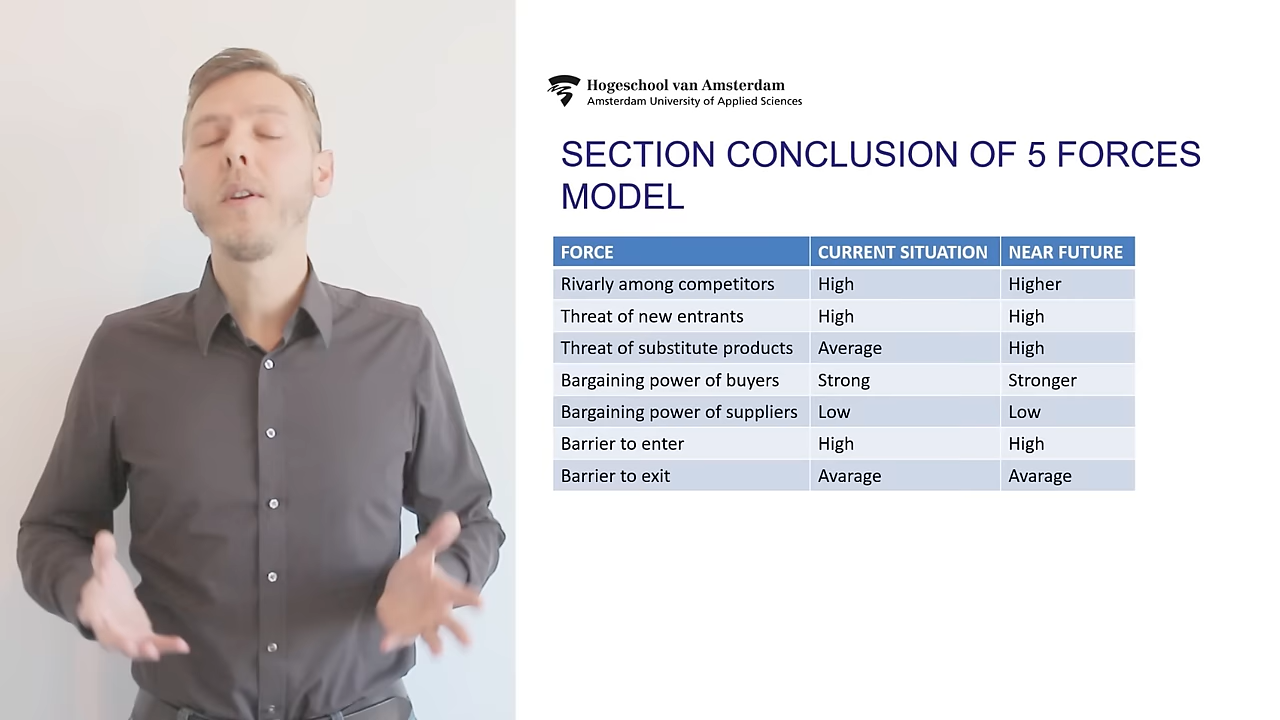 Hogeschool van Amsterdam
Amsterdam University of Applied Sciences
SECTION CONCLUSION OF 5 FORCES
MODEL
FORCE CURRENT SITUATION NEAR FUTURE
Rivarly among competitors High Higher
Threat of new entrants High High
Threat of substitute products Average High
Bargaining power of buyers Strong Stronger
Bargaining power of suppliers Low Low
Barrier to enter High High
Barrier to exit Avarage Avarage